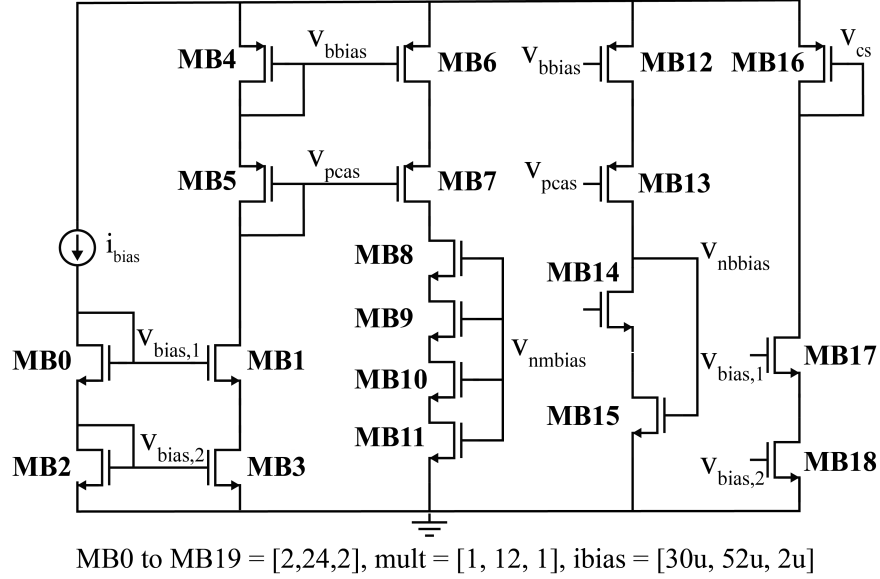 MB4
Vbbias
MB6
Vbbias
MB12
MB16
Vcs
MB5
Vpcas
MB7
Vpcas
MB13
ibias
MB8
MB14
Vnbbias
MB0
Vbias,1
MB1
MB9
Vnmbias
MB10
Vbias,1
MB17
MB2
Vbias,2
MB3
MB11
MB15
Vbias,2
MB18
MB0 to MB19 = [2,24,2], mult = [1, 12, 1], ibias = [30u, 52u, 2u]